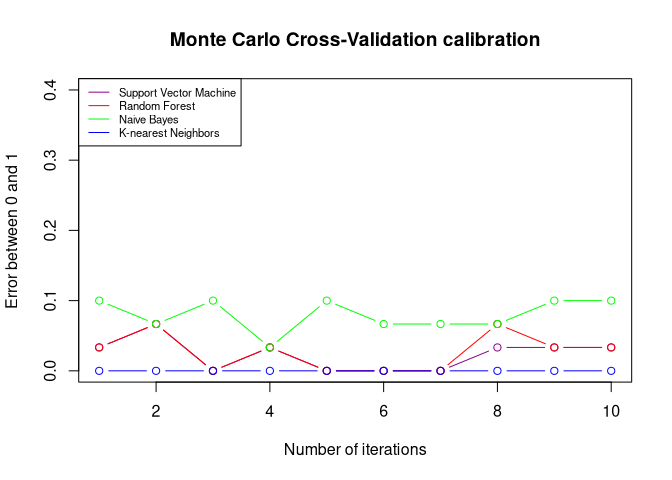 Monte Carlo Cross-Validation calibration
Support Vector Machine
Random Forest
Naive Bayes
K-nearest Neighbors
Error between 0 and 1
0.4
0.3
0.2
0.1
0.0
2 4 6 8 10
Number of iterations